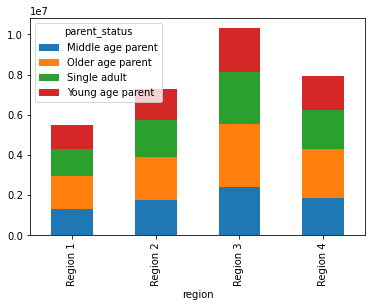 1e7
parent_status
Middle age parent
Older age parent
Single adult
Young age parent
1.0
0.8
0.6
0.4
0.2
0.0
Region 1
Region 2
Region 3
Region 4
region